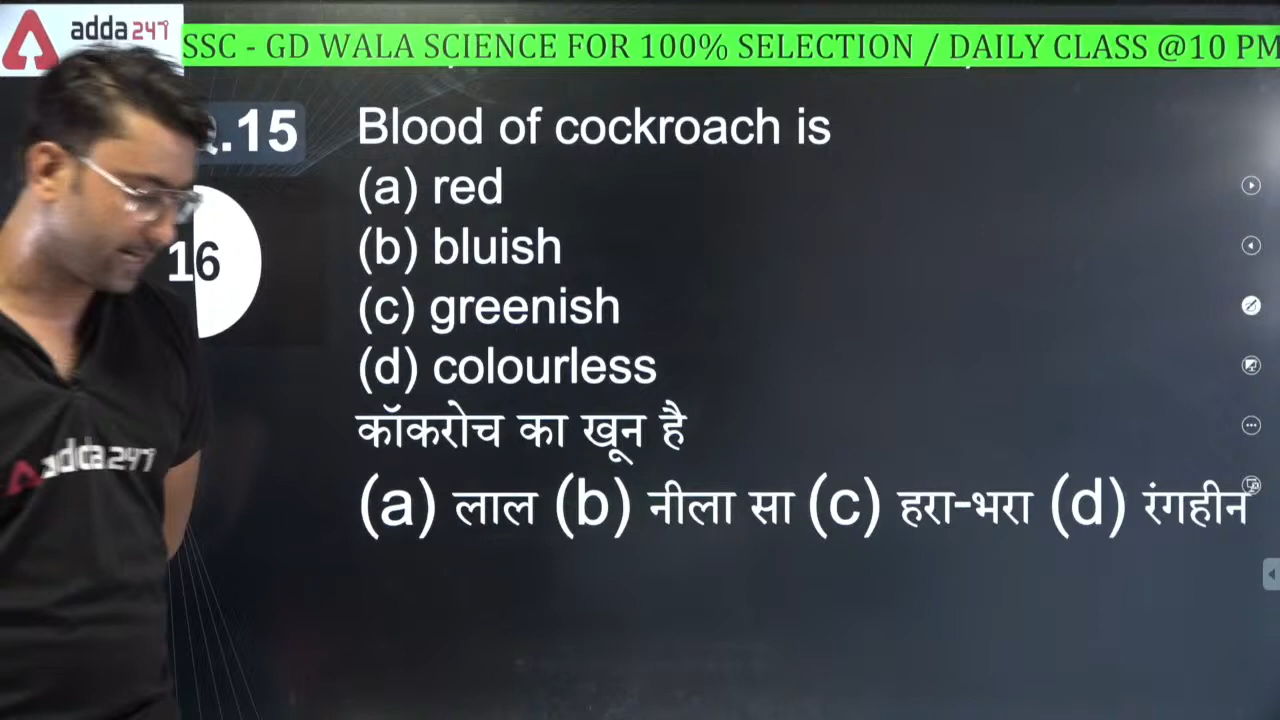 adda247
SSC - GD WALA SCIENCE FOR 100% SELECTION / DAILY CLASS @10 PM
.15
Blood of cockroach is
(a) red
16
(b) bluish
(c) greenish
(d) colourless
कॉकरोच का खून है
(a) लाल (b) नीला सा (c) हरा-भरा (d) रंगहीन
adda247